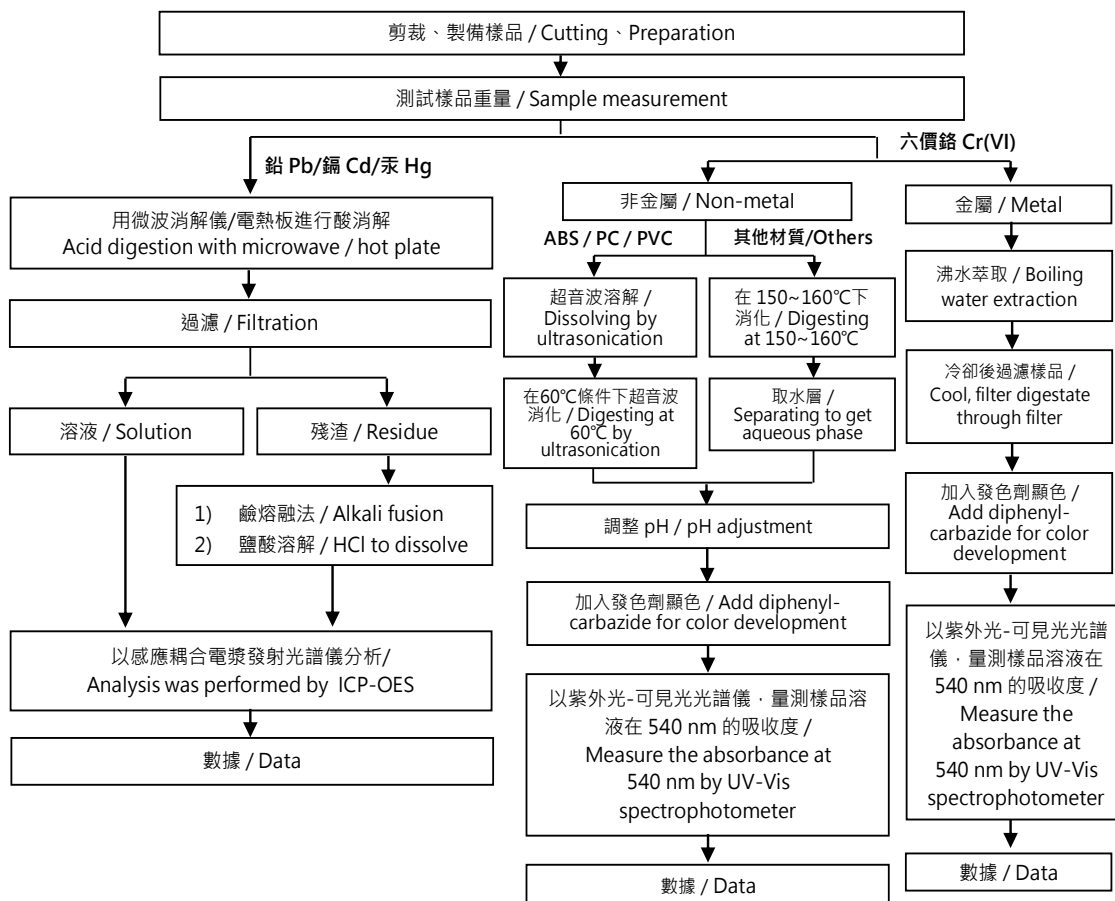 剪裁、製備樣品 / Cutting、Preparation
測試樣品重量 / Sample measurement
鉛 Pb/鎘 Cd/汞 Hg
六價鉻 Cr(VI)
用微波消解儀/電熱板進行酸消解
Acid digestion with microwave / hot plate
過濾 / Filtration
溶液 / Solution
殘渣 / Residue
1) 鹼熔融法 / Alkali fusion
2) 鹽酸溶解 / HCl to dissolve
以感應耦合電漿發射光譜儀分析/
Analysis was performed by ICP-OES
數據 / Data
非金屬 / Non-metal
ABS / PC / PVC
其他材質/Others
超音波溶解 /
Dissolving by
ultrasonication
在 150~160℃下
消化 / Digesting
at 150~160℃
在60℃條件下超音波
消化 / Digesting at
60℃ by
ultrasonication
取水層 /
Separating to get
aqueous phase
調整 pH / pH adjustment
加入發色劑顯色 / Add diphenyl-
carbazide for color development
以紫外光-可見光光譜儀，量測樣品溶
液在 540 nm 的吸收度 /
Measure the absorbance at
540 nm by UV-Vis
spectrophotometer
數據 / Data
金屬 / Metal
沸水萃取 / Boiling
water extraction
冷卻後過濾樣品 /
Cool, filter digestate
through filter
加入發色劑顯色 /
Add diphenyl-
carbazide for color
development
以紫外光-可見光光譜
儀，量測樣品溶液在
540 nm 的吸收度 /
Measure the
absorbance at
540 nm by UV-Vis
spectrophotometer
數據 / Data